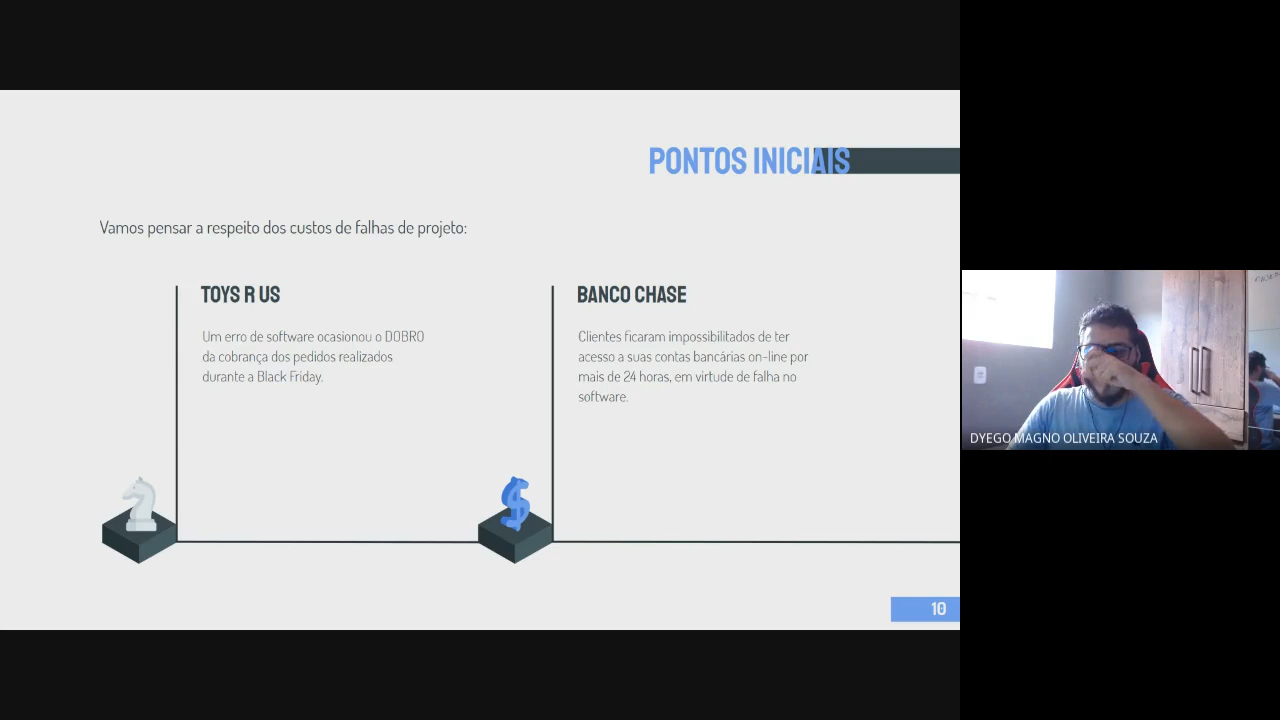 PONTOS INICIAIS
Vamos pensar a respeito dos custos de falhas de projeto:
TOYS R US
Um erro de software ocasionou o DOBRO
da cobrança dos pedidos realizados
durante a Black Friday.
BANCO CHASE
Clientes ficaram impossibilitados de ter
acesso a suas contas bancárias on-line por
mais de 24 horas, em virtude de falha no
software.
10
DYEGO MAGNO OLIVEIRA SOUZA